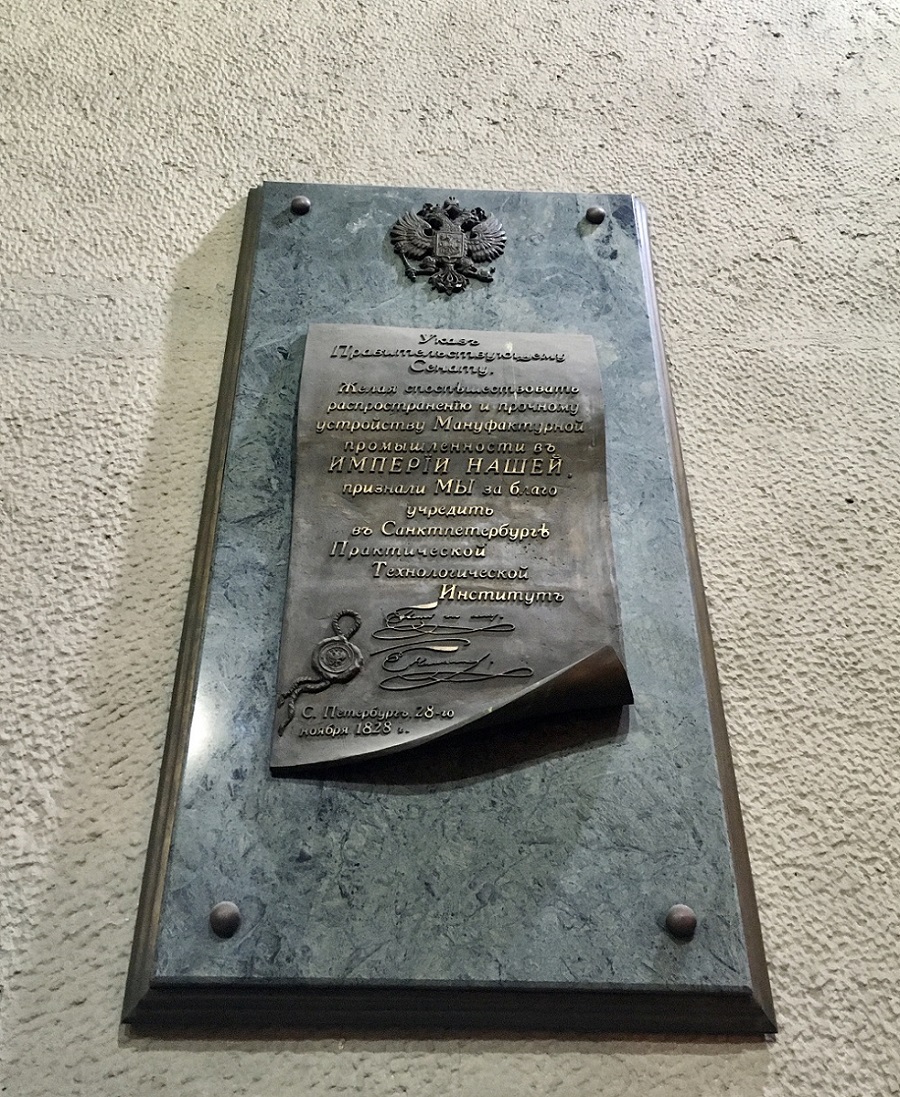 Указъ
Правительствующему
Сенату.
Желая споспѣшествовать
распространенію и прочному
устройству Мануфактурной
промышленности въ
ИМПЕРІИ НАШЕЙ,
признали МЫ за благо
учредить
въ Санктпетербургѣ
Практической
Технологической
Институтъ
С. Петербургъ, 28-го
ноября 1828 г.